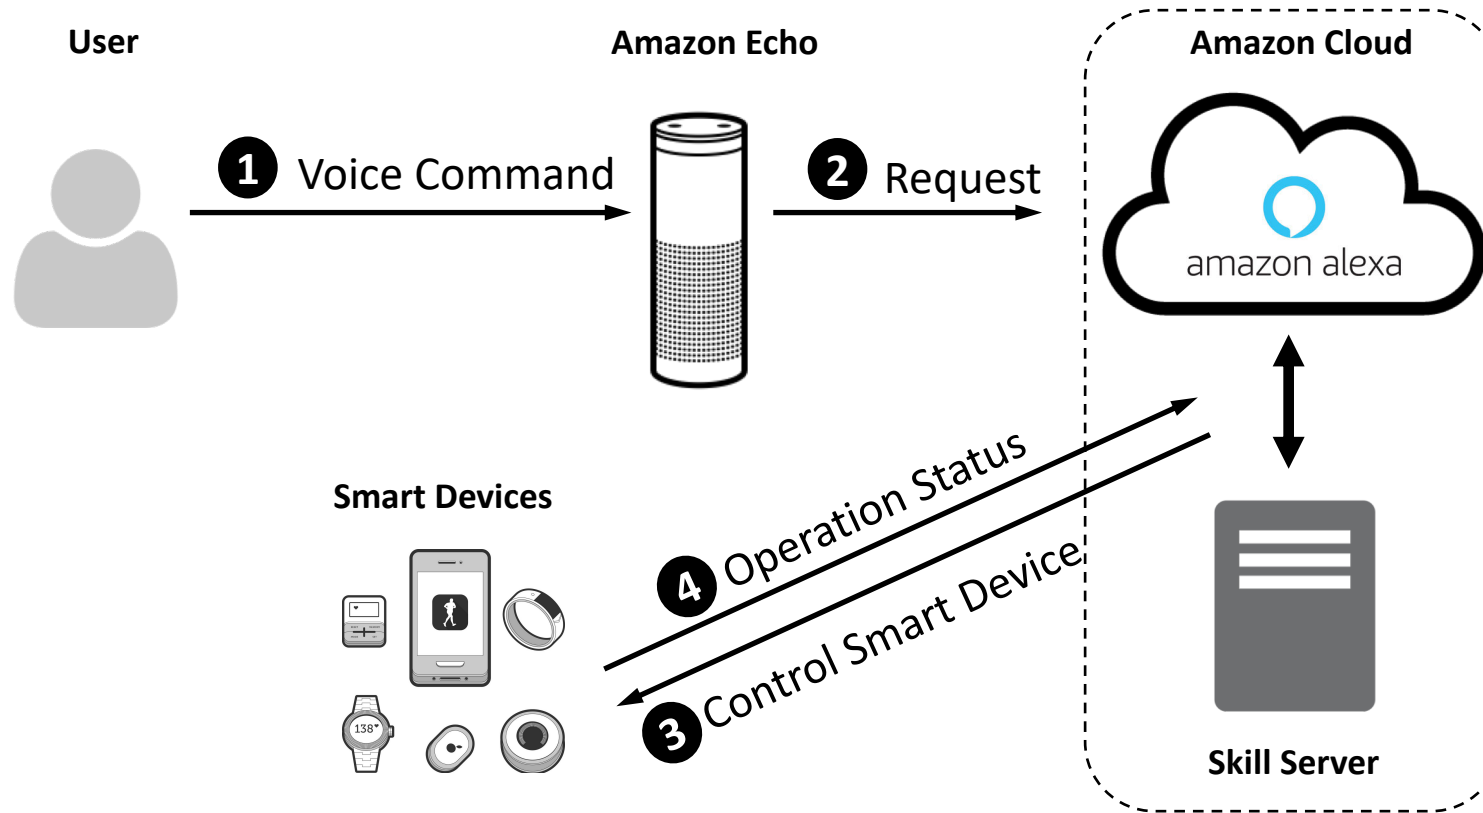 User
Amazon Echo
Amazon Cloud
1 Voice Command
2 Request
amazon alexa
Smart Devices
4 Operation Status
3 Control Smart Device
138
Skill Server